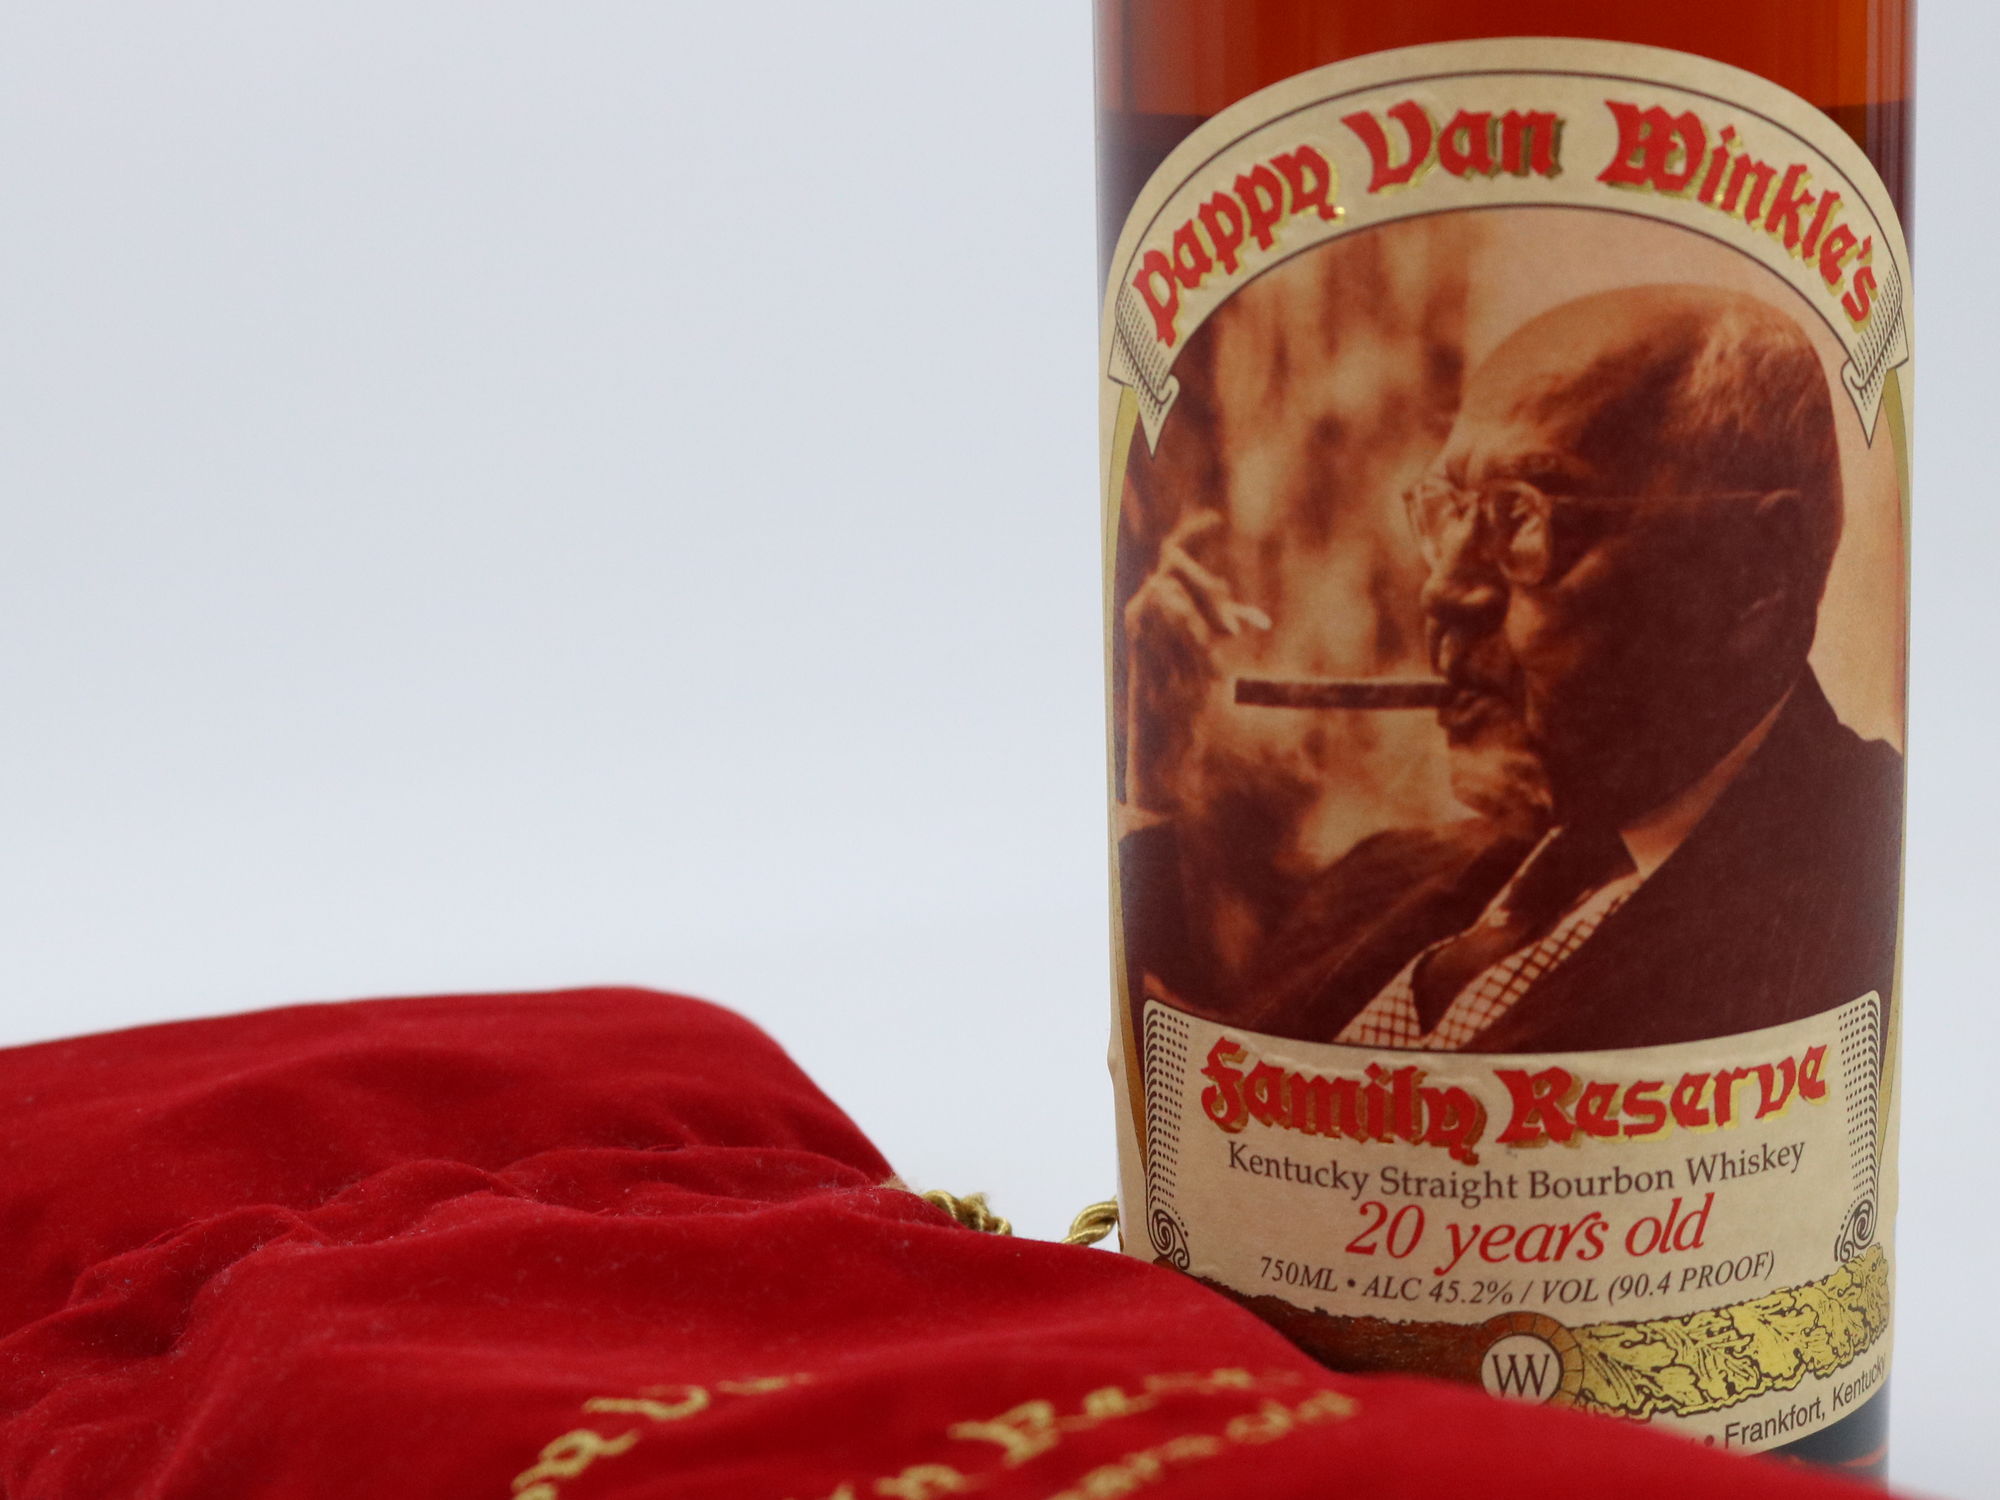 Pappy Van Winkle's
Family Reserve
Kentucky Straight Bourbon Whiskey
20 years old
750ML • ALC 45.2% / VOL (90.4 PROOF)
VW
• Frankfort, Kentucky